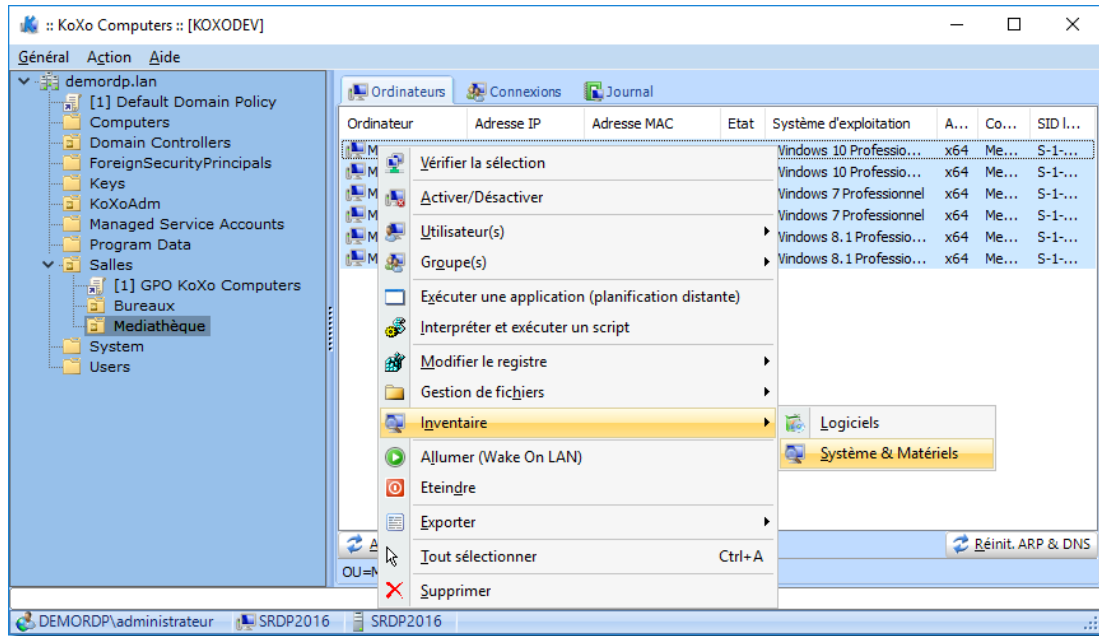 :: KoXo Computers :: [KOXODEV]
Général Action Aide
demordp.lan
[1] Default Domain Policy
Computers
Domain Controllers
ForeignSecurityPrincipals
Keys
KoXoAdm
Managed Service Accounts
Program Data
Salles
[1] GPO KoXo Computers
Bureaux
Mediathèque
System
Users
Ordinateurs Connexions Journal
Ordinateur Adresse IP Adresse MAC Etat Système d'exploitation A... Co... SID l...
M Windows 10 Professio... x64 Me... S-1-...
M Windows 10 Professio... x64 Me... S-1-...
M Windows 7 Professionnel x64 Me... S-1-...
M Windows 7 Professionnel x64 Me... S-1-...
M Windows 8.1 Professio... x64 Me... S-1-...
M Windows 8.1 Professio... x64 Me... S-1-...
Vérifier la sélection
Activer/Désactiver
Utilisateur(s)
Groupe(s)
Exécuter une application (planification distante)
Interpréter et exécuter un script
Modifier le registre
Gestion de fichiers
Inventaire
Logiciels
Système & Matériels
Allumer (Wake On LAN)
Eteindre
Exporter
Tout sélectionner Ctrl+A
Supprimer
A Réinit. ARP & DNS
OU=M
DEMORDP\administrateur SRDP2016 SRDP2016